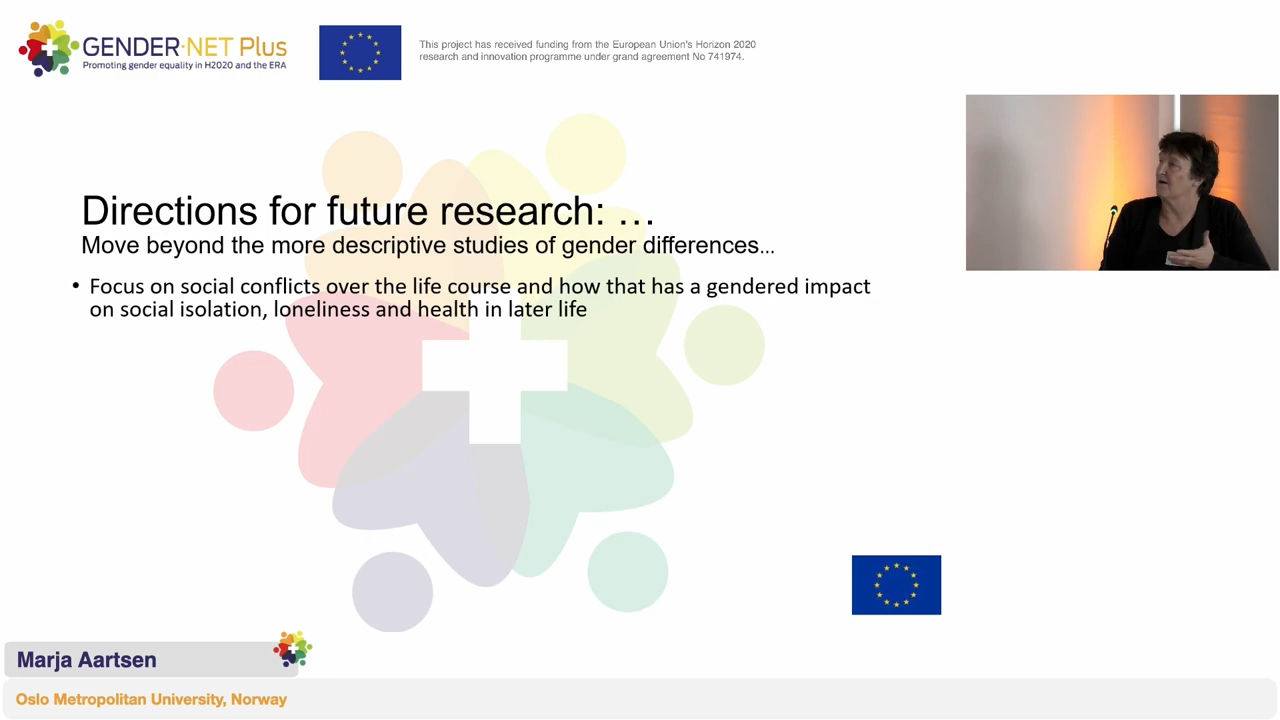 GENDER·NET Plus
Promoting gender equality in H2020 and the ERA
This project has received funding from the European Union's Horizon 2020
research and innovation programme under grand agreement No 741974.
Directions for future research: …
Move beyond the more descriptive studies of gender differences…
• Focus on social conflicts over the life course and how that has a gendered impact
on social isolation, loneliness and health in later life
Marja Aartsen
Oslo Metropolitan University, Norway